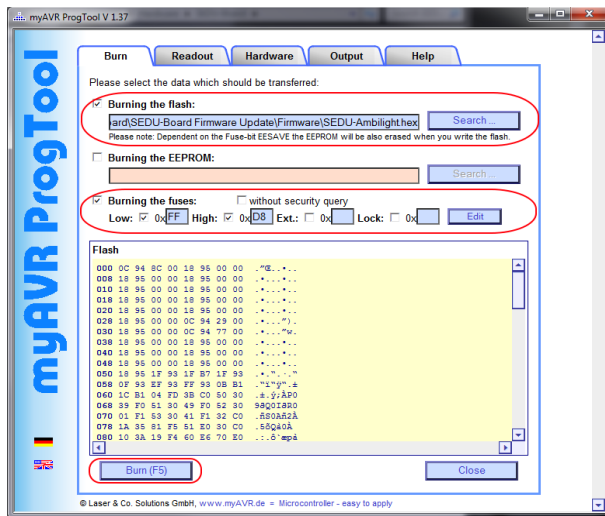 myAVR ProgTool V 1.37
myAVR ProgTool
Burn Readout Hardware Output Help
Please select the data which should be transferred:
Burning the flash:
ard\SEDU-Board Firmware Update\Firmware\SEDU-Ambilight.hex Search ...
Please note: Dependent on the Fuse-bit EESAVE the EEPROM will be also erased when you write the flash.
Burning the EEPROM:
Search ...
Burning the fuses: without security query
Low: 0x FF High: 0x D8 Ext.: 0x Lock: 0x Edit
Flash
000 0C 94 8C 00 18 95 00 00 .”Œ..•..
008 18 95 00 00 18 95 00 00 .•...•..
010 18 95 00 00 18 95 00 00 .•...•..
018 18 95 00 00 18 95 00 00 .•...•..
020 18 95 00 00 18 95 00 00 .•...•..
028 18 95 00 00 0C 94 29 00 .•...”).
030 18 95 00 00 0C 94 77 00 .•...”w.
038 18 95 00 00 18 95 00 00 .•...•..
040 18 95 00 00 18 95 00 00 .•...•..
048 18 95 00 00 18 95 00 00 .•...•..
050 18 95 1F 93 1F B7 1F 93 .•.“.·.“
058 0F 93 EF 93 FF 93 0B B1 .“ï“ÿ“.±
060 1C B1 04 FD 3B C0 50 30 .±.ý;ÀP0
068 39 F0 51 30 49 F0 52 30 9ðQ0IðR0
070 01 F1 53 30 41 F1 32 C0 .ñS0Añ2À
078 1A 35 81 F5 51 E0 30 C0 .5õQà0À
080 10 3A 19 F4 60 E6 70 E0 .:.ô`æpà
Burn (F5) Close
© Laser & Co. Solutions GmbH, www.myAVR.de = Microcontroller - easy to apply